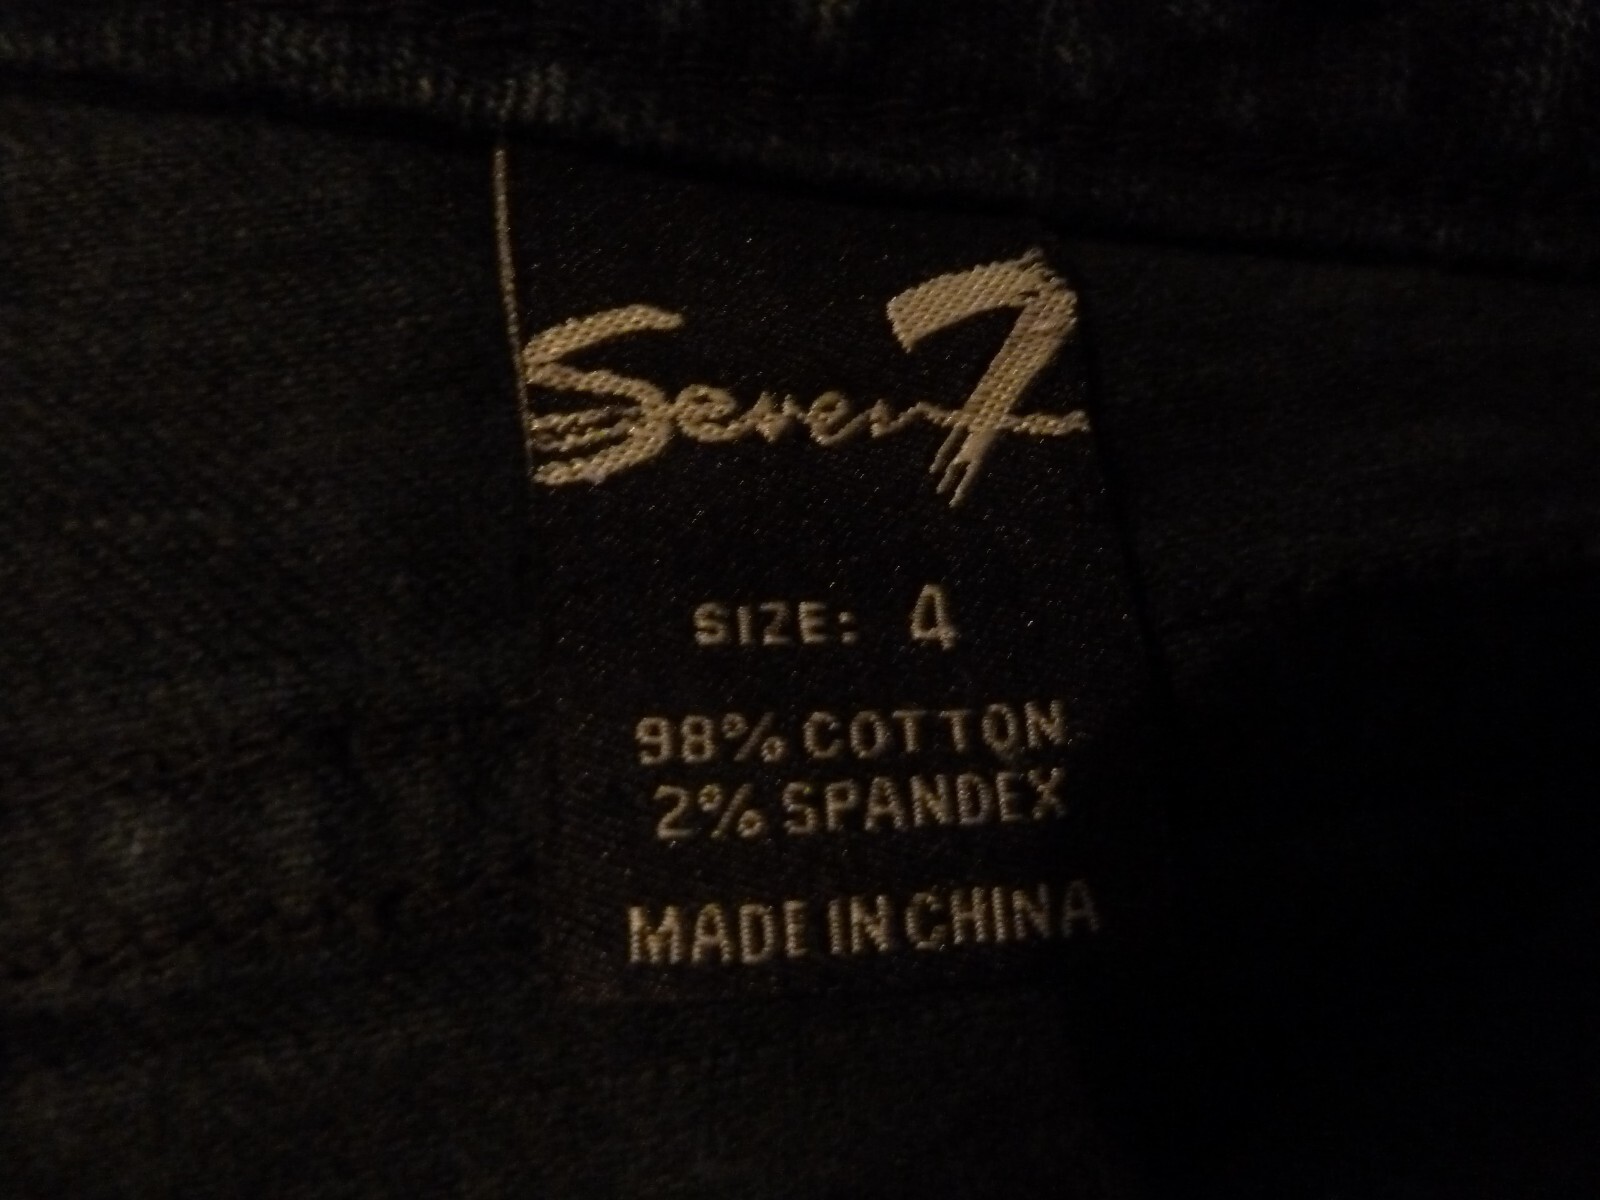 Seven7
SIZE: 4
98% COTTON
2% SPANDEX
MADE IN CHINA